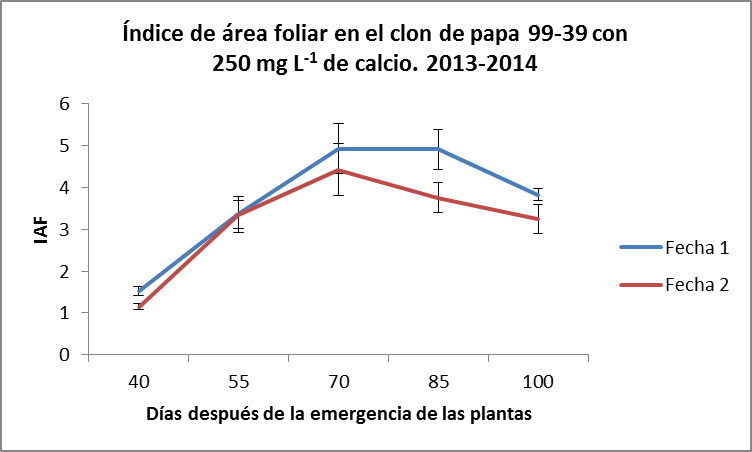 Índice de área foliar en el clon de papa 99-39 con
250 mg L-1 de calcio. 2013-2014
6
5
4
3
2
1
0
IAF
40 55 70 85 100
Días después de la emergencia de las plantas
Fecha 1
Fecha 2